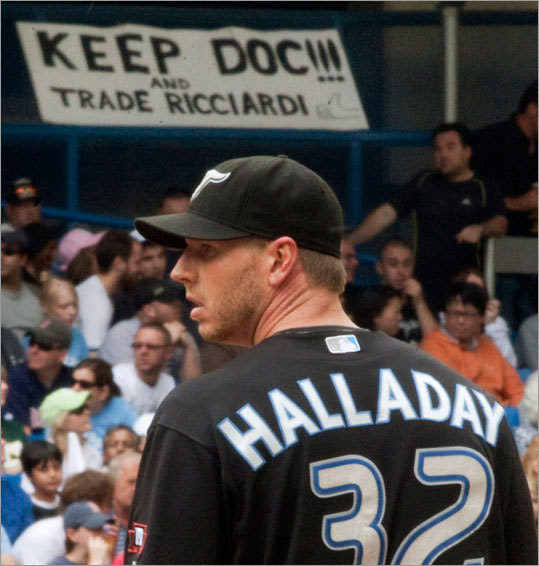 KEEP DOC!!!
AND
TRADE RICCIARDI
HALLADAY
32